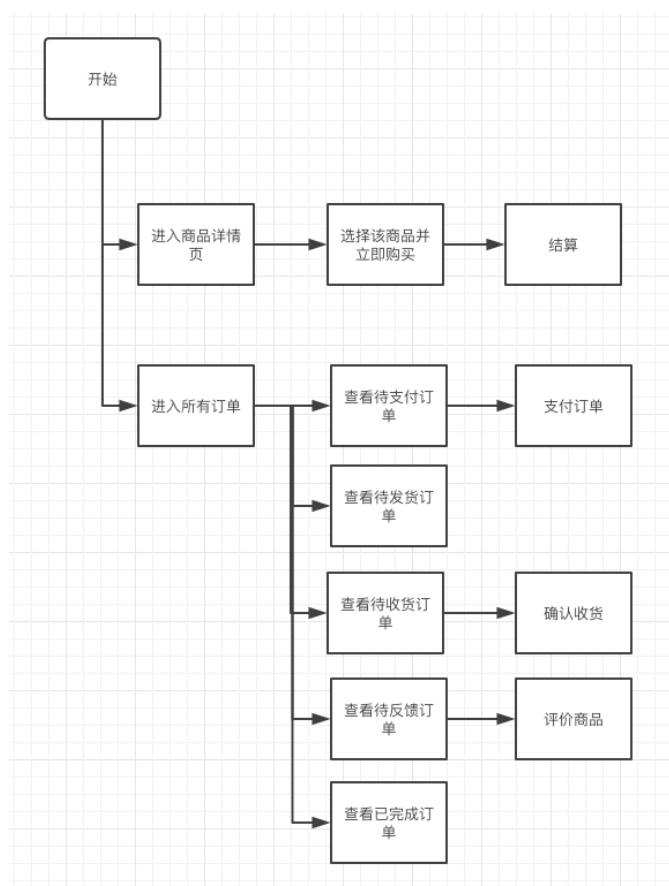 开始
进入商品详情
页
选择该商品并
立即购买
结算
进入所有订单
查看待支付订
单
支付订单
查看待发货订
单
查看待收货订
单
确认收货
查看待反馈订
单
评价商品
查看已完成订
单